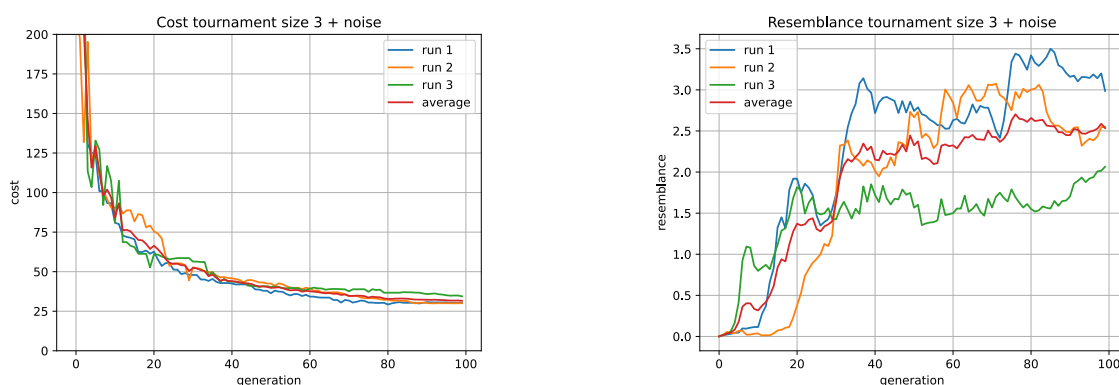 Cost tournament size 3 + noise
200
175
150
125
100
75
50
25
0
cost
0 20 40 60 80 100
generation
run 1
run 2
run 3
average
Resemblance tournament size 3 + noise
3.5
3.0
2.5
2.0
1.5
1.0
0.5
0.0
resemblance
0 20 40 60 80 100
generation
run 1
run 2
run 3
average